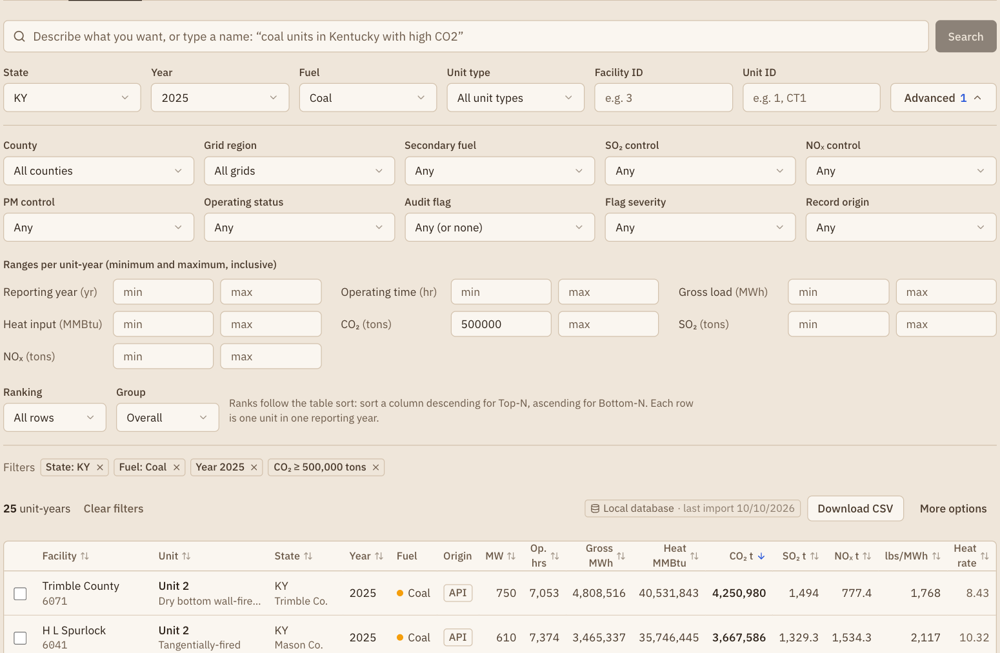 Describe what you want, or type a name: “coal units in Kentucky with high CO2”
Search
State
Year
Fuel
Unit type
Facility ID
Unit ID
KY
2025
Coal
All unit types
e.g. 3
e.g. 1, CT1
Advanced 1
County
Grid region
Secondary fuel
SO₂ control
NOₓ control
All counties
All grids
Any
Any
Any
PM control
Operating status
Audit flag
Flag severity
Record origin
Any
Any
Any (or none)
Any
Any
Ranges per unit-year (minimum and maximum, inclusive)
Reporting year (yr) min max
Operating time (hr) min max
Gross load (MWh) min max
Heat input (MMBtu) min max
CO₂ (tons) 500000 max
SO₂ (tons) min max
NOₓ (tons) min max
Ranking
Group
All rows
Overall
Ranks follow the table sort: sort a column descending for Top-N, ascending for Bottom-N. Each row
is one unit in one reporting year.
Filters State: KY × Fuel: Coal × Year 2025 × CO₂ ≥ 500,000 tons ×
25 unit-years Clear filters
Local database · last import 10/10/2026
Download CSV
More options
Facility Unit State Year Fuel Origin MW Op. hrs Gross MWh Heat MMBtu CO₂ t SO₂ t NOₓ t lbs/MWh Heat rate
Trimble County Unit 2 KY 2025 Coal API 750 7,053 4,808,516 40,531,843 4,250,980 1,494 777.4 1,768 8.43
6071 Dry bottom wall-fire... Trimble Co.
H L Spurlock Unit 2 KY 2025 Coal API 610 7,374 3,465,337 35,746,445 3,667,586 1,329.3 1,534.3 2,117 10.32
6041 Tangentially-fired Mason Co.